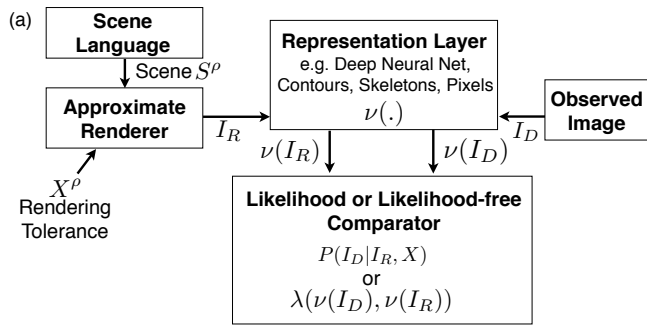 (a)
Scene
Language
Scene S^ρ
Approximate
Renderer
X^ρ
Rendering
Tolerance
I_R
Representation Layer
e.g. Deep Neural Net,
Contours, Skeletons, Pixels
ν(.)
Observed
Image
I_D
ν(I_R)
ν(I_D)
Likelihood or Likelihood-free
Comparator
P(I_D|I_R, X)
or
λ(ν(I_D), ν(I_R))